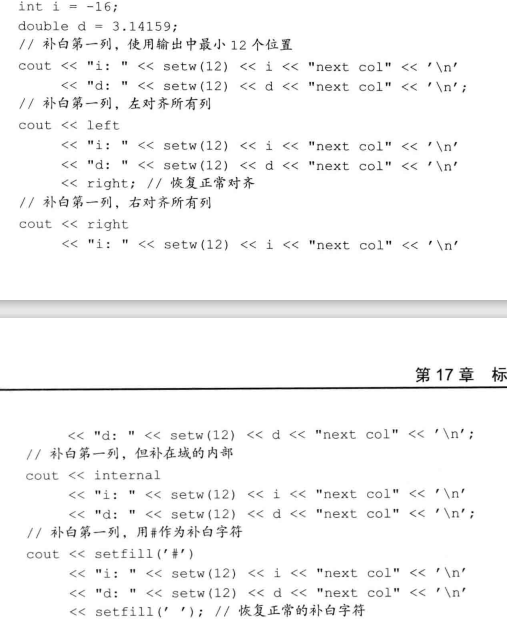 int i = -16;
double d = 3.14159;
// 补白第一列，使用输出中最小 12 个位置
cout << "i: " << setw(12) << i << "next col" << '\n'
<< "d: " << setw(12) << d << "next col" << '\n';
// 补白第一列，左对齐所有列
cout << left
<< "i: " << setw(12) << i << "next col" << '\n'
<< "d: " << setw(12) << d << "next col" << '\n'
<< right; // 恢复正常对齐
// 补白第一列，右对齐所有列
cout << right
<< "i: " << setw(12) << i << "next col" << '\n'
第 17 章 标
<< "d: " << setw(12) << d << "next col" << '\n';
// 补白第一列，但补在域的内部
cout << internal
<< "i: " << setw(12) << i << "next col" << '\n'
<< "d: " << setw(12) << d << "next col" << '\n';
// 补白第一列，用#作为补白字符
cout << setfill('#')
<< "i: " << setw(12) << i << "next col" << '\n'
<< "d: " << setw(12) << d << "next col" << '\n'
<< setfill(' '); // 恢复正常的补白字符